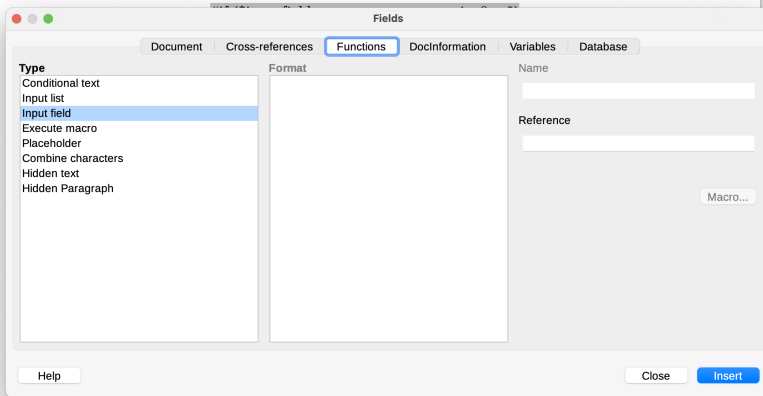 Fields
Document Cross-references Functions DocInformation Variables Database
Type Format Name
Conditional text
Input list
Input field
Reference
Execute macro
Placeholder
Combine characters
Hidden text
Hidden Paragraph
Macro...
Help Close Insert